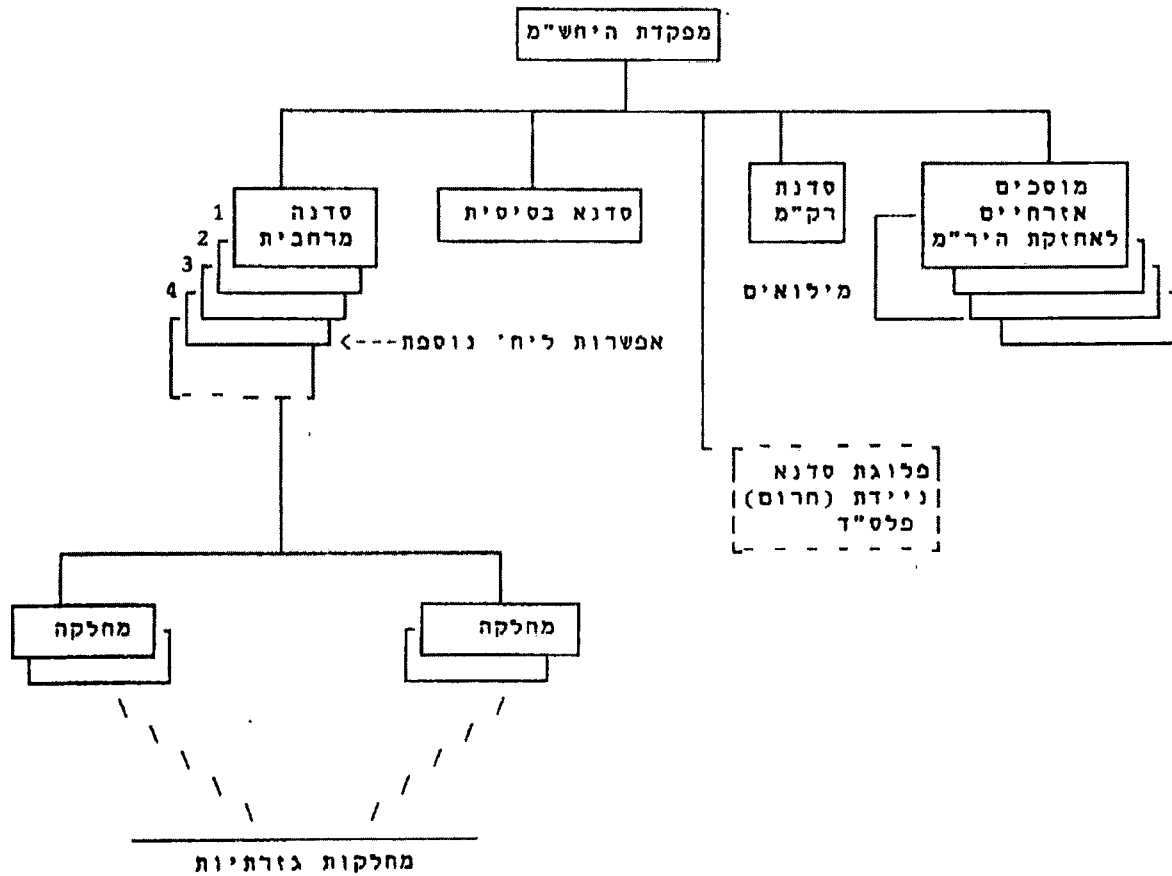 מפקדת היחש"מ
מוסכים
אזרחיים
לאחזקת היר"מ
סדנת
רק"מ
סדנא בסיסית
סדנה
מרחבית
1
2
3
4
מילואים
אפשרות ליח' נוספת--->
פלוגת סדנא
ניידת (חרום)
פלס"ד
מחלקה
מחלקה
מחלקות גזרתיות